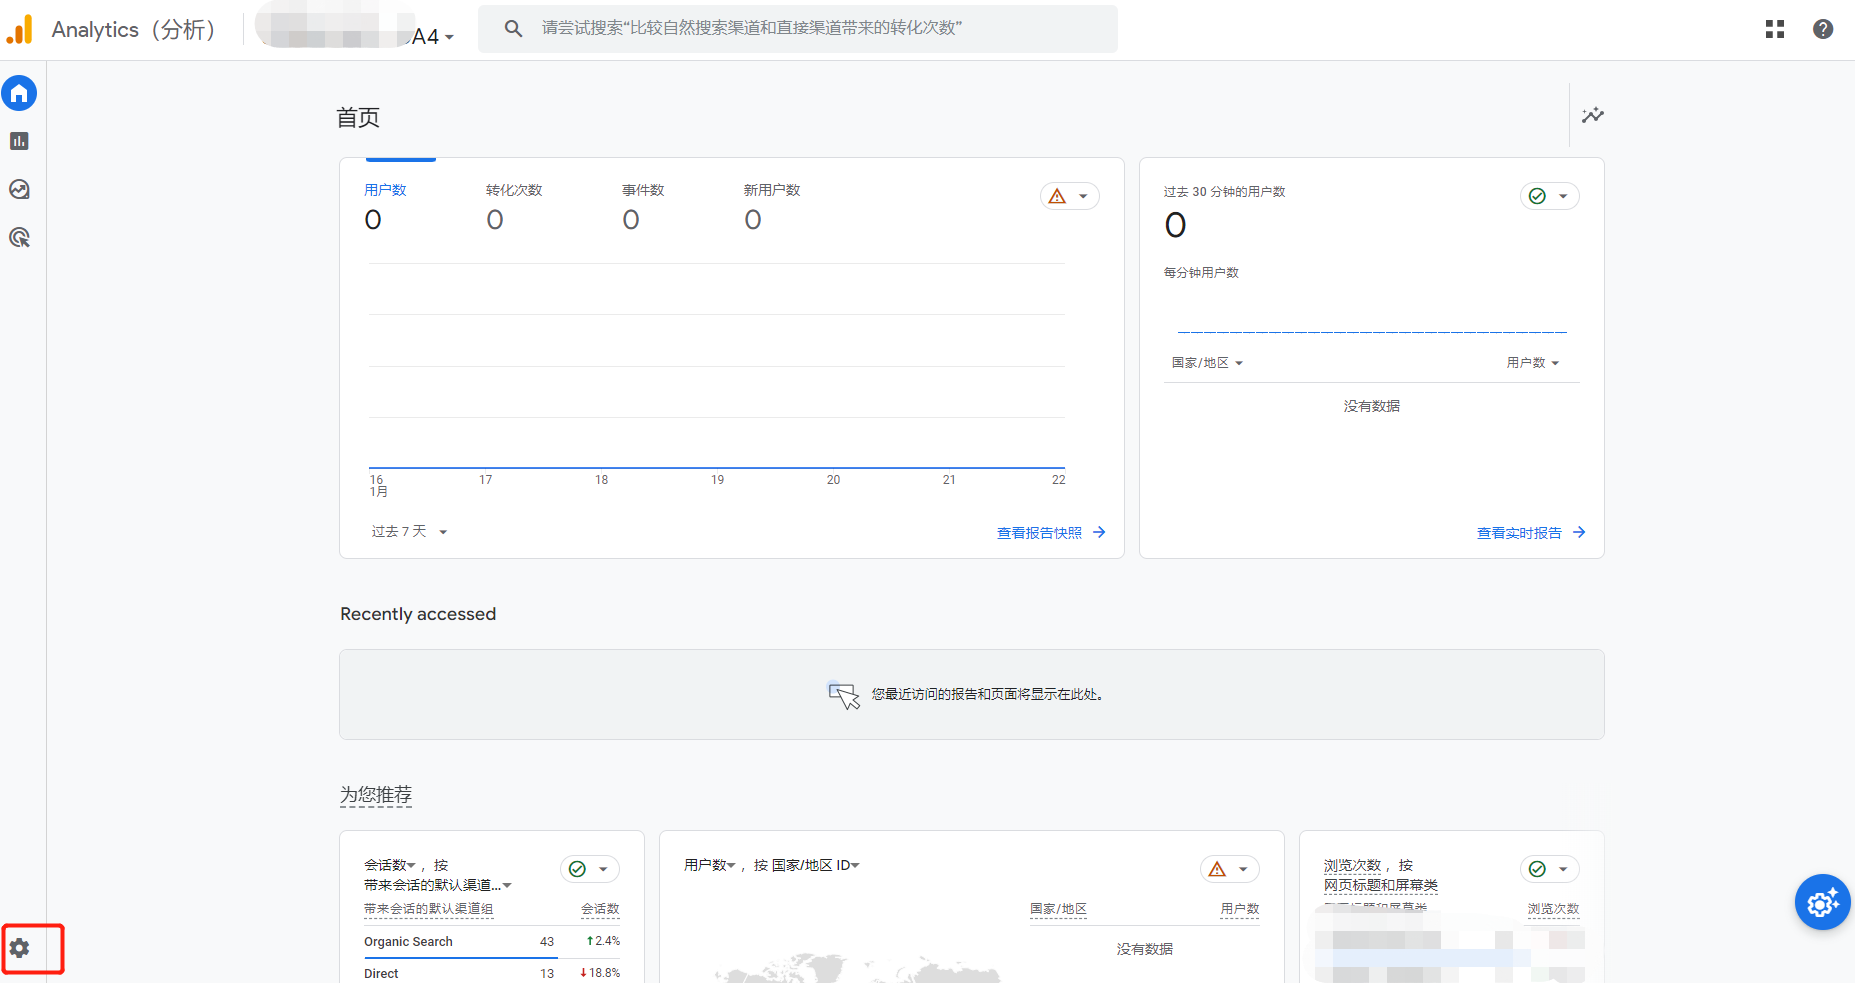 Analytics（分析）
A4
请尝试搜索“比较自然搜索渠道和直接渠道带来的转化次数”
首页
用户数
转化次数
事件数
新用户数
0
0
0
0
16
17
18
19
20
21
22
1月
过去 7 天
查看报告快照
过去 30 分钟的用户数
0
每分钟用户数
国家/地区
用户数
没有数据
查看实时报告
Recently accessed
您最近访问的报告和页面将显示在此处。
为您推荐
会话数，按
带来会话的默认渠道...
带来会话的默认渠道组
会话数
Organic Search
43
2.4%
Direct
13
18.8%
用户数，按 国家/地区 ID
国家/地区
用户数
没有数据
浏览次数，按
网页标题和屏幕类
浏览次数